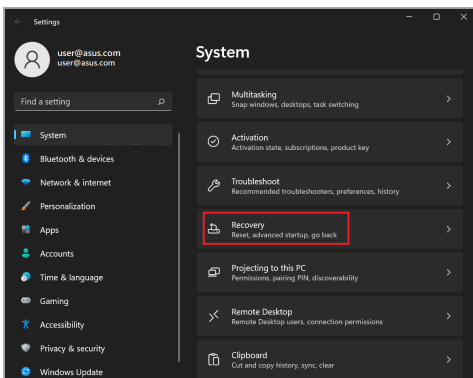 Settings
user@asus.com
user@asus.com
Find a setting
System
Bluetooth & devices
Network & internet
Personalization
Apps
Accounts
Time & language
Gaming
Accessibility
Privacy & security
Windows Update
System
Multitasking
Snap windows, desktops, task switching
Activation
Activation state, subscriptions, product key
Troubleshoot
Recommended troubleshooters, preferences, history
Recovery
Reset, advanced startup, go back
Projecting to this PC
Permissions, pairing PIN, discoverability
Remote Desktop
Remote Desktop users, connection permissions
Clipboard
Cut and copy history, sync, clear